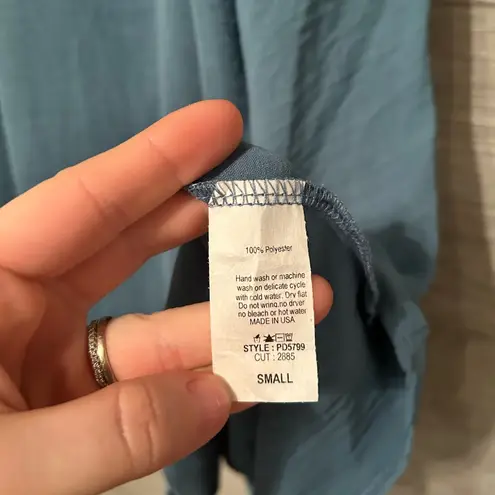 100% Polyester
Hand wash or machine
wash on delicate cycle
with cold water. Dry flat
Do not wring,no dryer
no bleach or hot water
MADE IN USA
STYLE : PD5799
CUT : 2885
SMALL